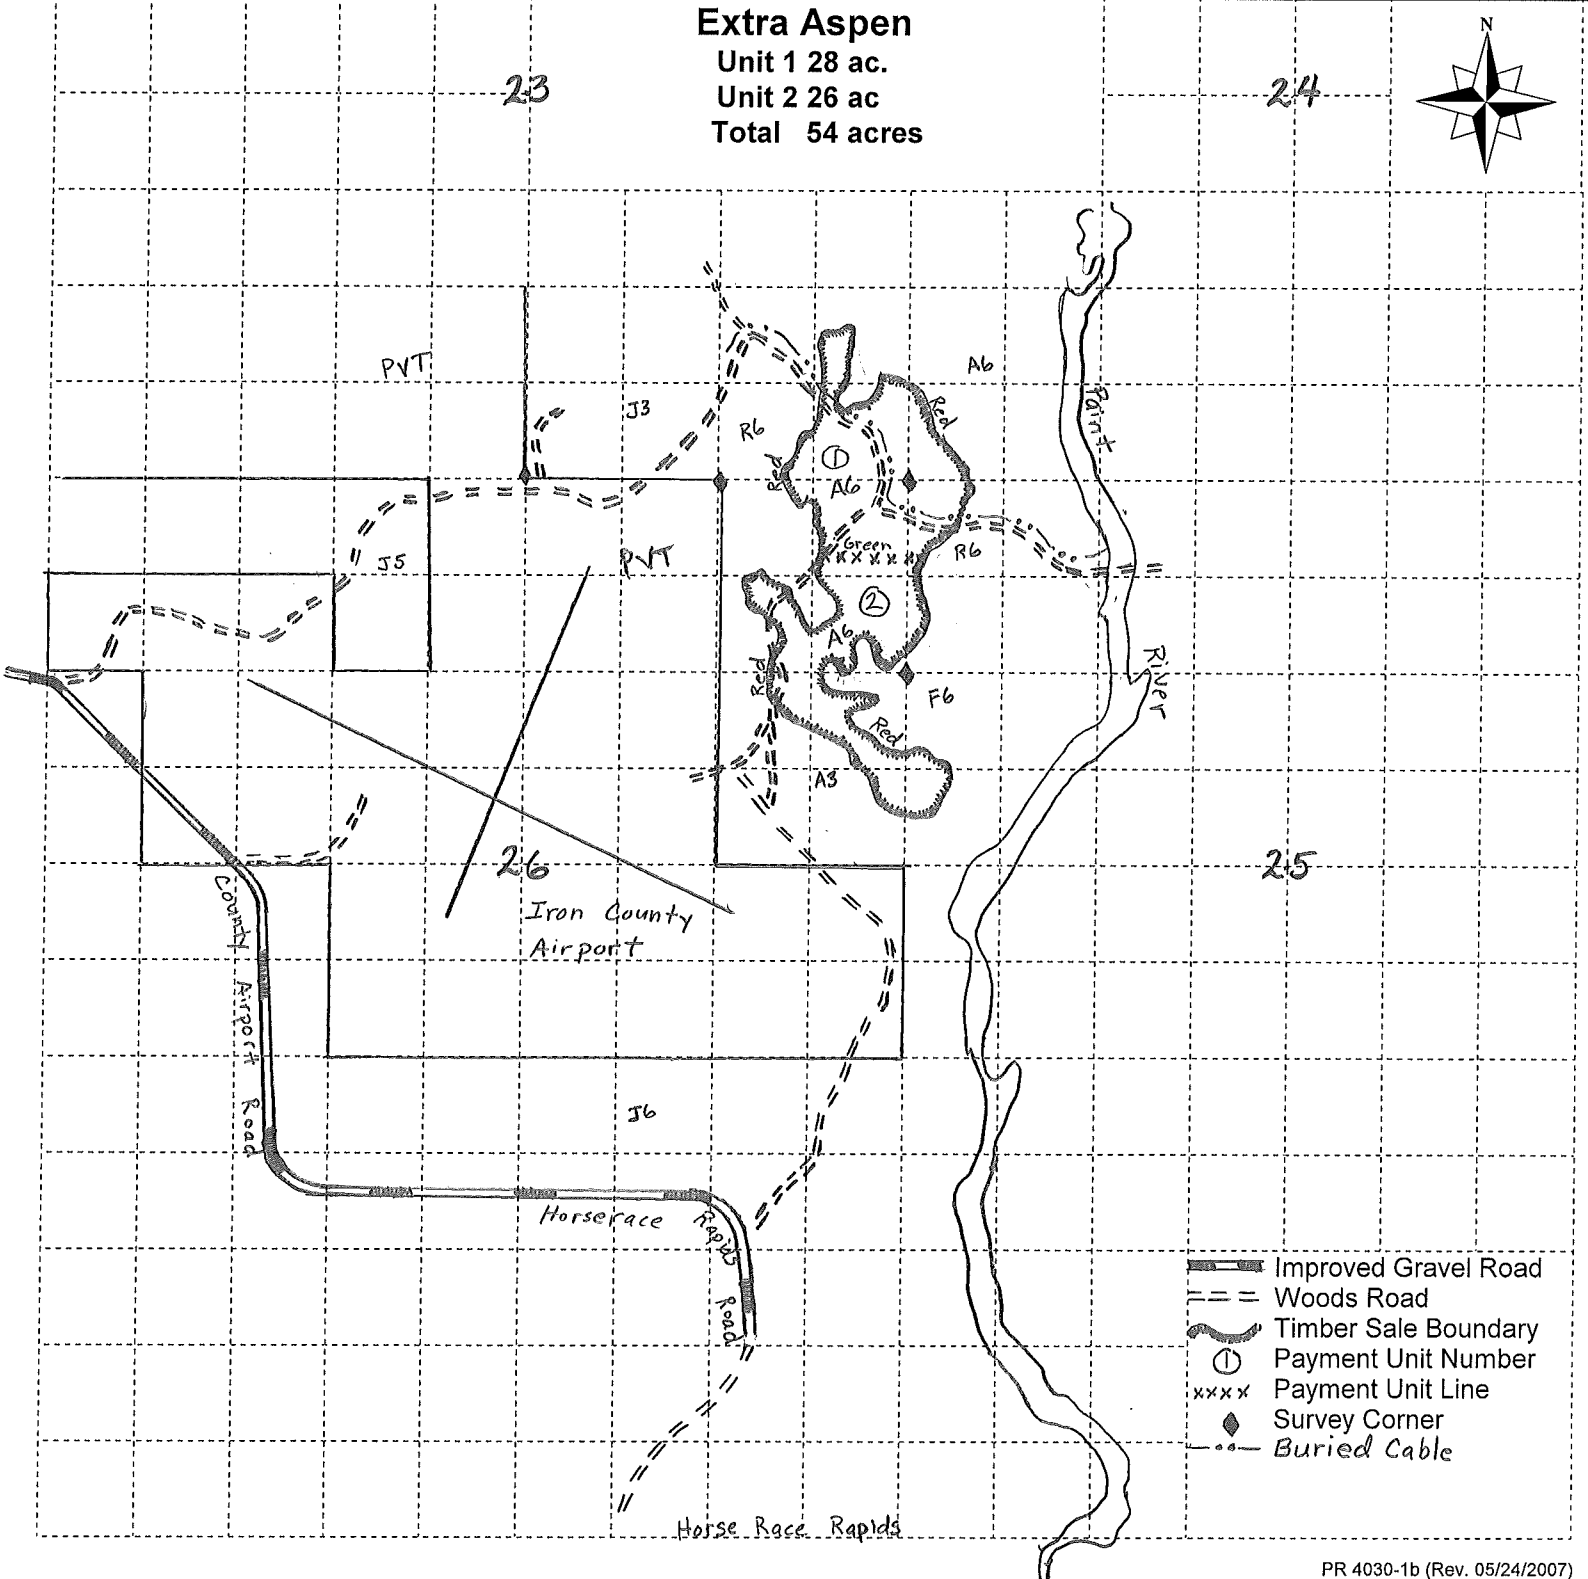 Extra Aspen
Unit 1 28 ac.
Unit 2 26 ac
Total 54 acres
N
23
24
PVT
A6
J3
R6
Red
Paint
1
Red
A6
Green
xxxxx
R6
J5
PVT
2
A6
Red
River
F6
Red
A3
26
25
Iron County
Airport
County Airport Road
J6
Horserace Rapids Road
Improved Gravel Road
Woods Road
Timber Sale Boundary
1 Payment Unit Number
xxxx Payment Unit Line
Survey Corner
Buried Cable
Horse Race Rapids
PR 4030-1b (Rev. 05/24/2007)